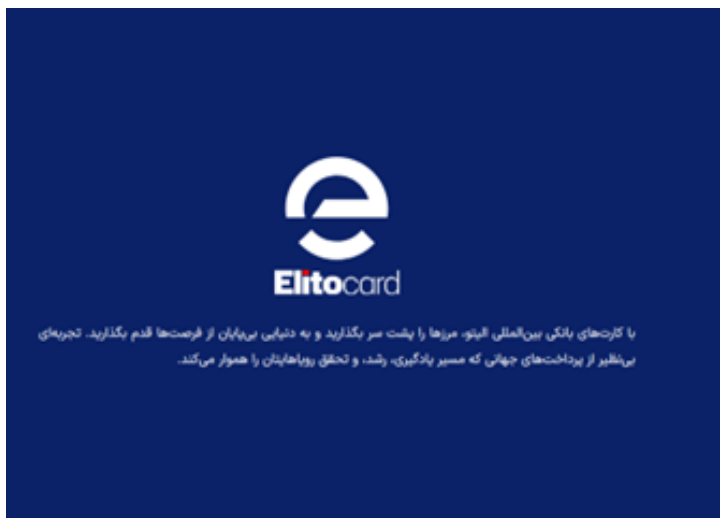 Elitocard
با کارت‌های بانکی بین‌المللی الیتو، مرزها را پشت سر بگذارید و به دنیایی بی‌پایان از فرصت‌ها قدم بگذارید. تجربه‌ای
بی‌نظیر از پرداخت‌های جهانی که مسیر یادگیری، رشد، و تحقق رویاهایتان را هموار می‌کند.